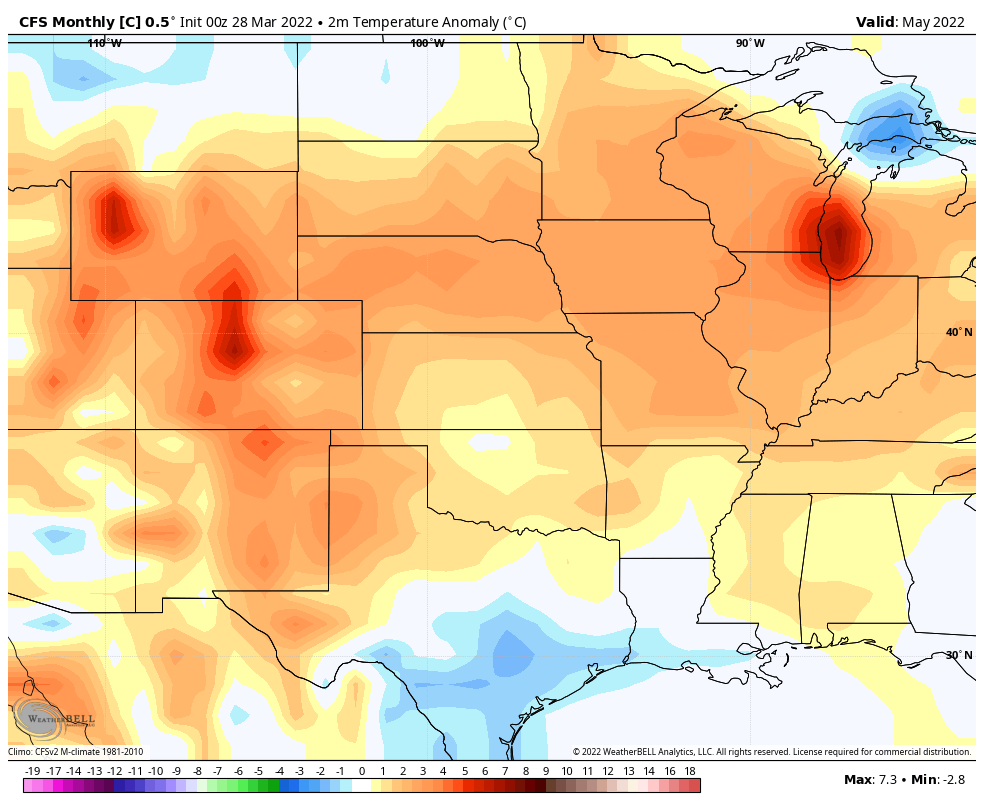 CFS Monthly [C] 0.5° Init 00z 28 Mar 2022 • 2m Temperature Anomaly (°C)
Valid: May 2022
110°W
100°W
90°W
40°N
30°N
WEATHERBELL
Climo: CFSv2 M-climate 1981-2010
© 2022 WeatherBELL Analytics, LLC. All rights reserved. License required for commercial distribution.
-19 -17 -14 -13 -12 -11 -10 -9 -8 -7 -6 -5 -4 -3 -2 -1 0 1 2 3 4 5 6 7 8 9 10 11 12 13 14 16 18
Max: 7.3 • Min: -2.8